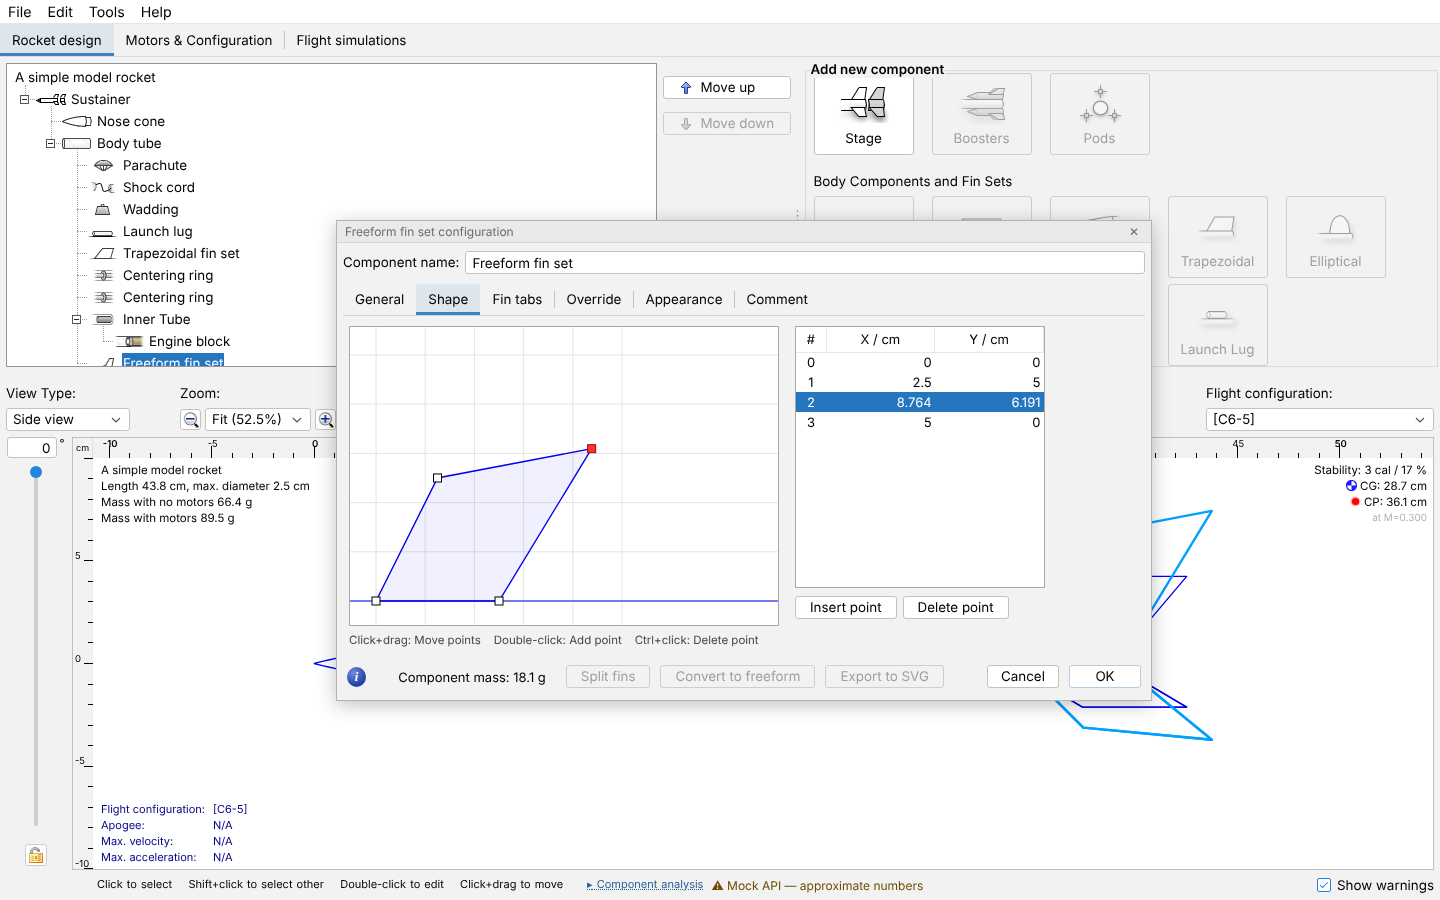 File Edit Tools Help
Rocket design Motors & Configuration Flight simulations
A simple model rocket
Sustainer
Nose cone
Body tube
Parachute
Shock cord
Wadding
Launch lug
Trapezoidal fin set
Centering ring
Centering ring
Inner Tube
Engine block
Freeform fin set
Move up
Move down
Add new component
Stage Boosters Pods
Body Components and Fin Sets
Trapezoidal Elliptical
Launch Lug
Freeform fin set configuration
Component name: Freeform fin set
General Shape Fin tabs Override Appearance Comment
# X / cm Y / cm
0 0 0
1 2.5 5
2 8.764 6.191
3 5 0
Insert point Delete point
Click+drag: Move points Double-click: Add point Ctrl+click: Delete point
i Component mass: 18.1 g Split fins Convert to freeform Export to SVG Cancel OK
View Type: Zoom: Flight configuration:
Side view Fit (52.5%) [C6-5]
0 °
cm -10 -5 0 45 50
5
0
-5
-10
A simple model rocket
Length 43.8 cm, max. diameter 2.5 cm
Mass with no motors 66.4 g
Mass with motors 89.5 g
Stability: 3 cal / 17 %
CG: 28.7 cm
CP: 36.1 cm
at M=0.300
Flight configuration: [C6-5]
Apogee: N/A
Max. velocity: N/A
Max. acceleration: N/A
Click to select Shift+click to select other Double-click to edit Click+drag to move ▸ Component analysis ⚠ Mock API — approximate numbers Show warnings